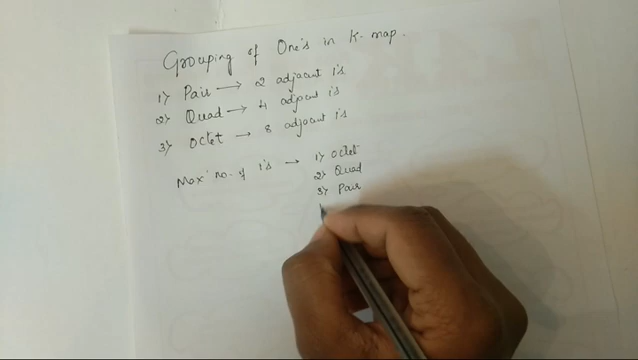 Grouping of One's in K-map.
1) Pair → 2 adjacent 1's
2) Quad → 4 adjacent 1's
3) Octet → 8 adjacent 1's
Max no. of 1's → 1) Octet
2) Quad
3) Pair